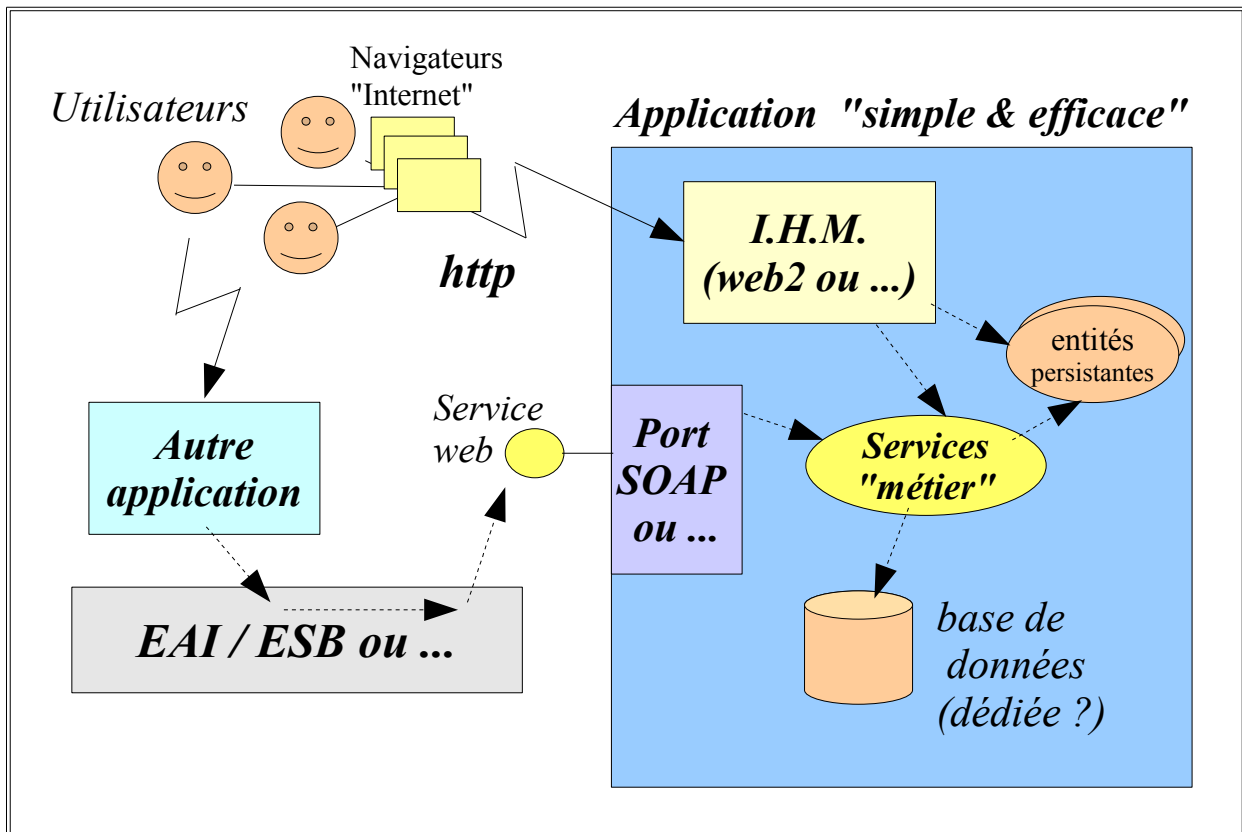 Navigateurs
"Internet"
Utilisateurs
Application "simple & efficace"
I.H.M.
(web2 ou ...)
http
entités
persistantes
Service
web
Port
SOAP
ou ...
Services
"métier"
Autre
application
EAI / ESB ou ...
base de
données
(dédiée ?)